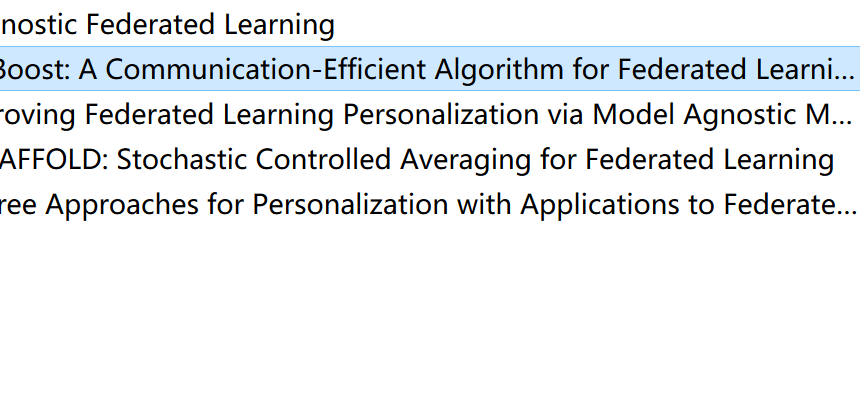 nostic Federated Learning
Boost: A Communication-Efficient Algorithm for Federated Learni...
roving Federated Learning Personalization via Model Agnostic M...
AFFOLD: Stochastic Controlled Averaging for Federated Learning
ree Approaches for Personalization with Applications to Federate...